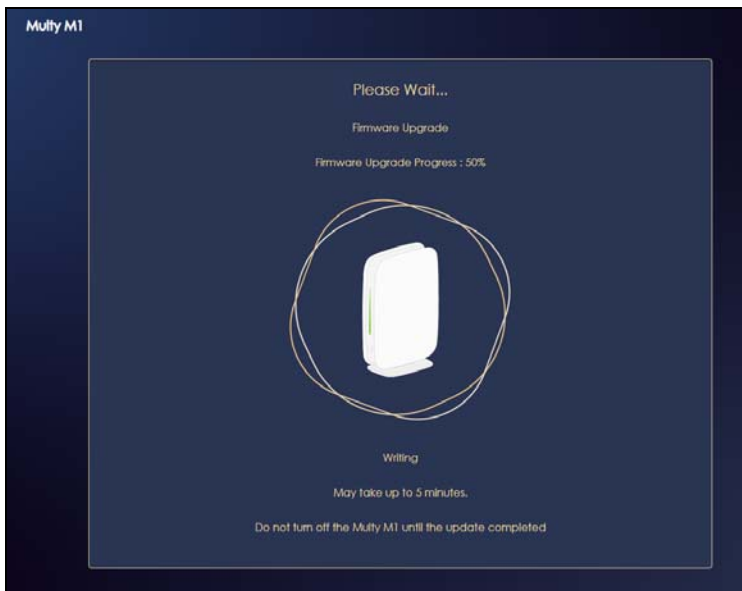 Multy M1
Please Wait...
Firmware Upgrade
Firmware Upgrade Progress : 50%
Writing
May take up to 5 minutes.
Do not turn off the Multy M1 until the update completed